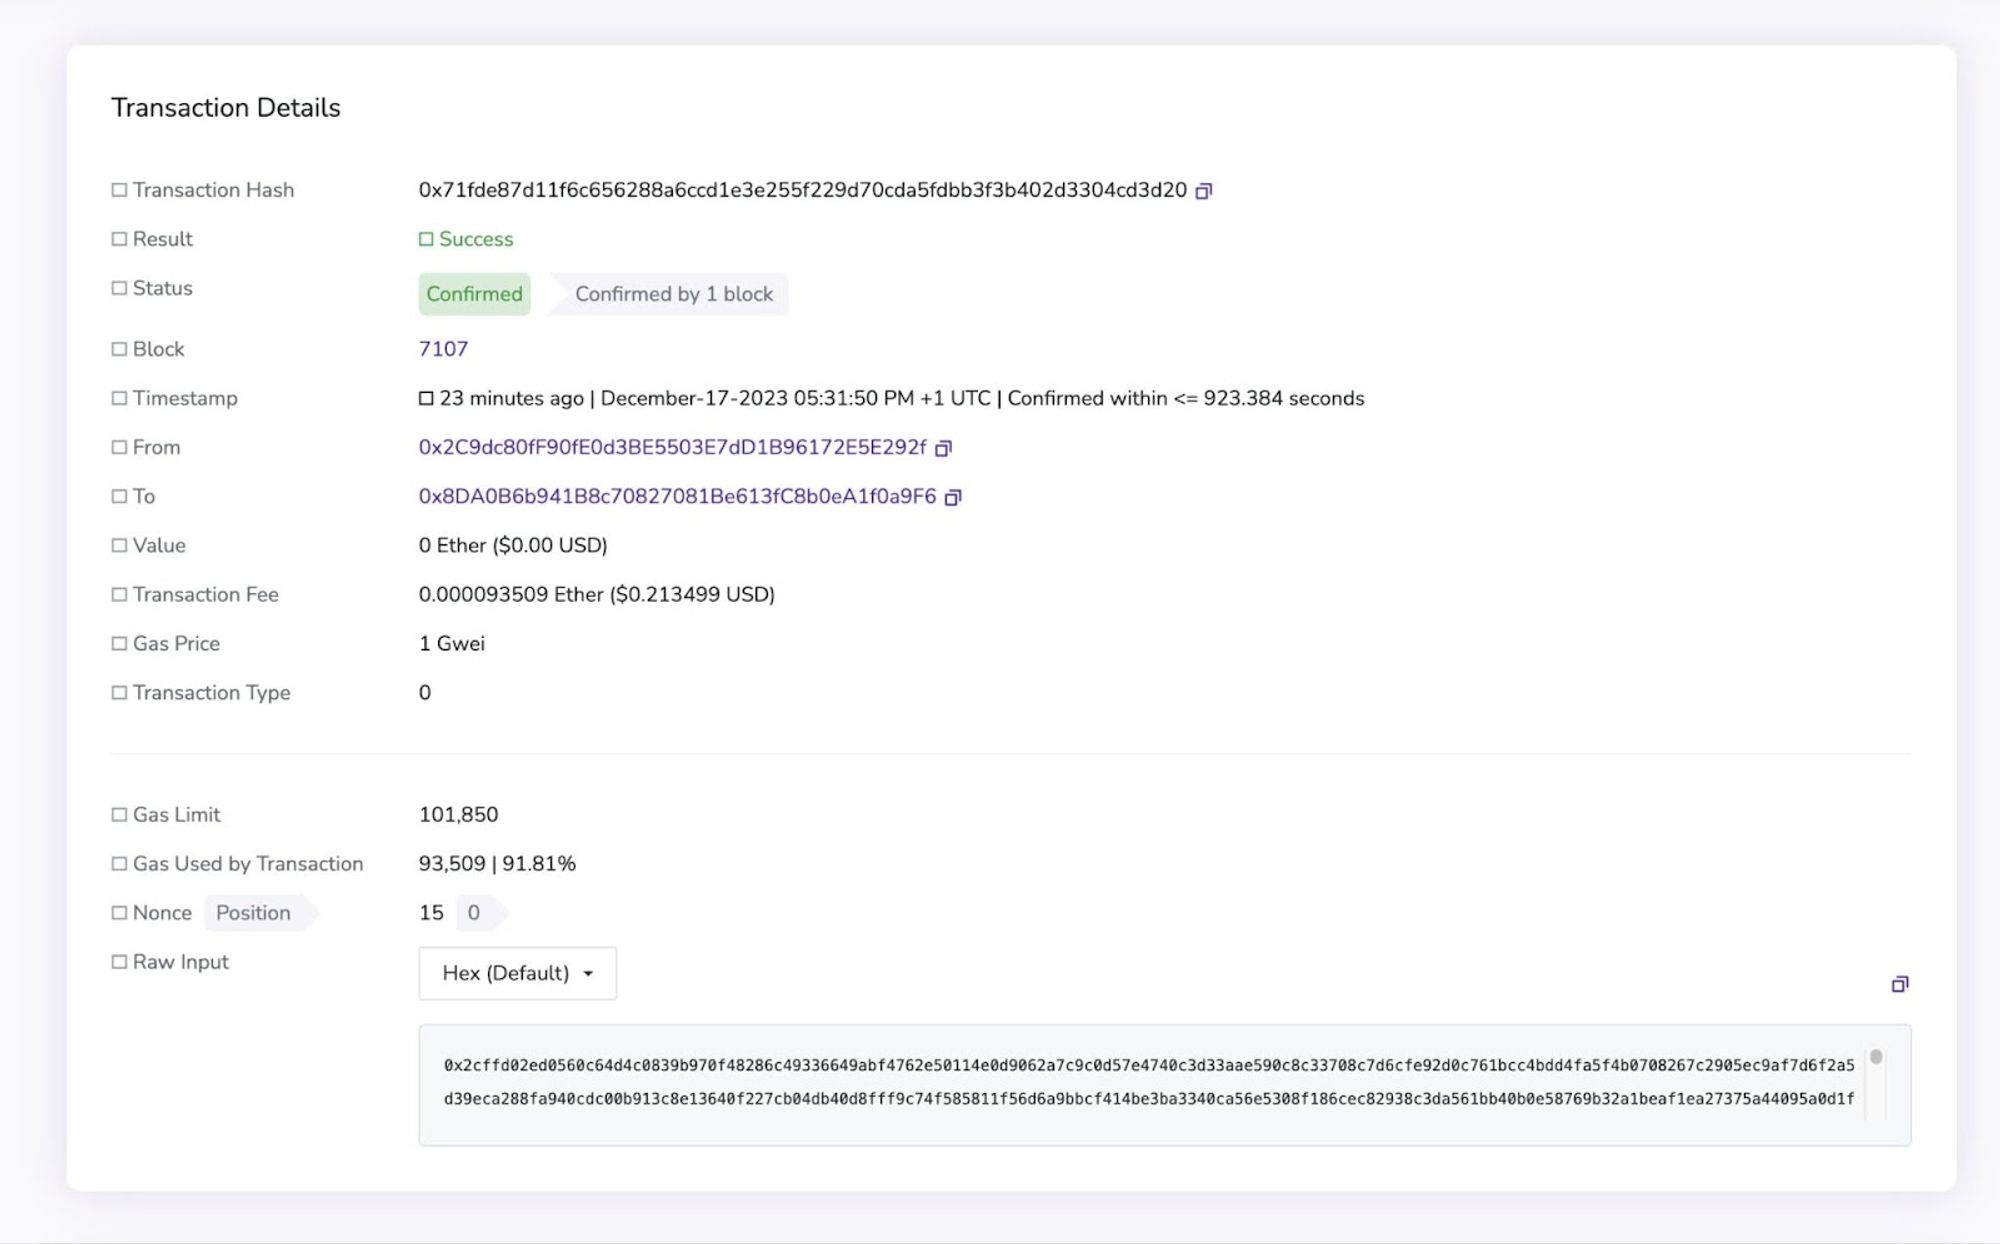 Transaction Details
Transaction Hash 0x71fde87d11f6c656288a6ccd1e3e255f229d70cda5fdbb3f3b402d3304cd3d20
Result Success
Status Confirmed Confirmed by 1 block
Block 7107
Timestamp 23 minutes ago | December-17-2023 05:31:50 PM +1 UTC | Confirmed within <= 923.384 seconds
From 0x2C9dc80fF90fE0d3BE5503E7dD1B96172E5E292f
To 0x8DA0B6b941B8c70827081Be613fC8b0eA1f0a9F6
Value 0 Ether ($0.00 USD)
Transaction Fee 0.000093509 Ether ($0.213499 USD)
Gas Price 1 Gwei
Transaction Type 0
Gas Limit 101,850
Gas Used by Transaction 93,509 | 91.81%
Nonce Position 15 0
Raw Input Hex (Default)
0x2cffd02ed0560c64d4c0839b970f48286c49336649abf4762e50114e0d9062a7c9c0d57e4740c3d33aae590c8c33708c7d6cfe92d0c761bcc4bdd4fa5f4b0708267c2905ec9af7d6f2a5
d39eca288fa940cdc00b913c8e13640f227cb04db40d8fff9c74f585811f56d6a9bbcf414be3ba3340ca56e5308f186cec82938c3da561bb40b0e58769b32a1beaf1ea27375a44095a0d1f